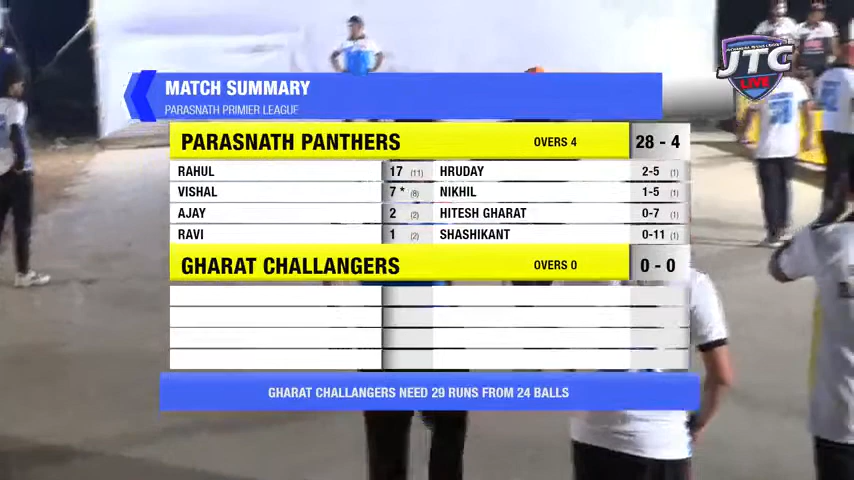 JTC
LIVE
MATCH SUMMARY
PARASNATH PRIMIER LEAGUE
PARASNATH PANTHERS OVERS 4 28 - 4
RAHUL 17 (11) HRUDAY 2-5 (1)
VISHAL 7 * (8) NIKHIL 1-5 (1)
AJAY 2 (2) HITESH GHARAT 0-7 (1)
RAVI 1 (2) SHASHIKANT 0-11 (1)
GHARAT CHALLANGERS OVERS 0 0 - 0
GHARAT CHALLANGERS NEED 29 RUNS FROM 24 BALLS